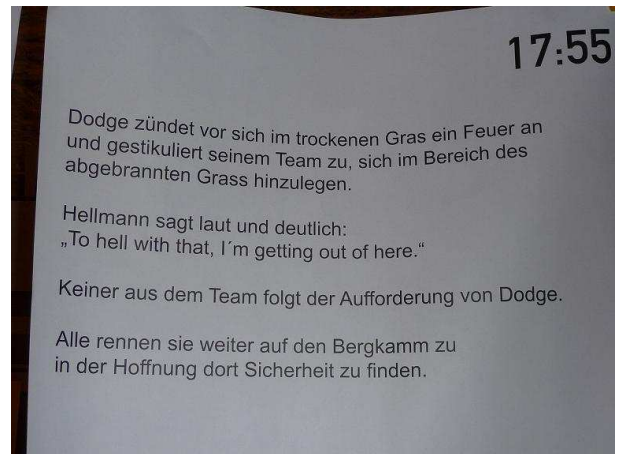 17:55
Dodge zündet vor sich im trockenen Gras ein Feuer an
und gestikuliert seinem Team zu, sich im Bereich des
abgebrannten Grass hinzulegen.
Hellmann sagt laut und deutlich:
„To hell with that, I´m getting out of here.“
Keiner aus dem Team folgt der Aufforderung von Dodge.
Alle rennen sie weiter auf den Bergkamm zu
in der Hoffnung dort Sicherheit zu finden.